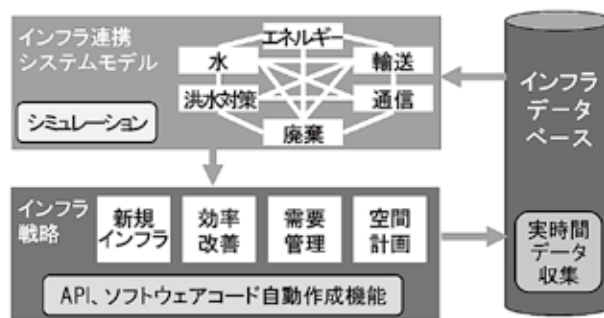 インフラ連携
システムモデル
エネルギー
水
輸送
洪水対策
通信
廃棄
シミュレーション
インフラ
データ
ベース
実時間
データ
収集
インフラ
戦略
新規
インフラ
効率
改善
需要
管理
空間
計画
API、ソフトウェアコード自動作成機能